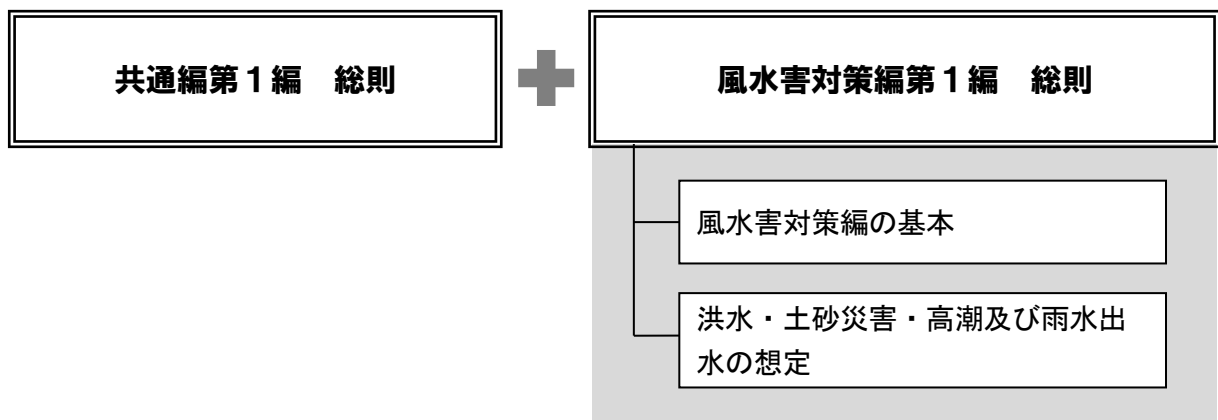 共通編第１編　総則
風水害対策編第１編　総則
風水害対策編の基本
洪水・土砂災害・高潮及び雨水出
水の想定